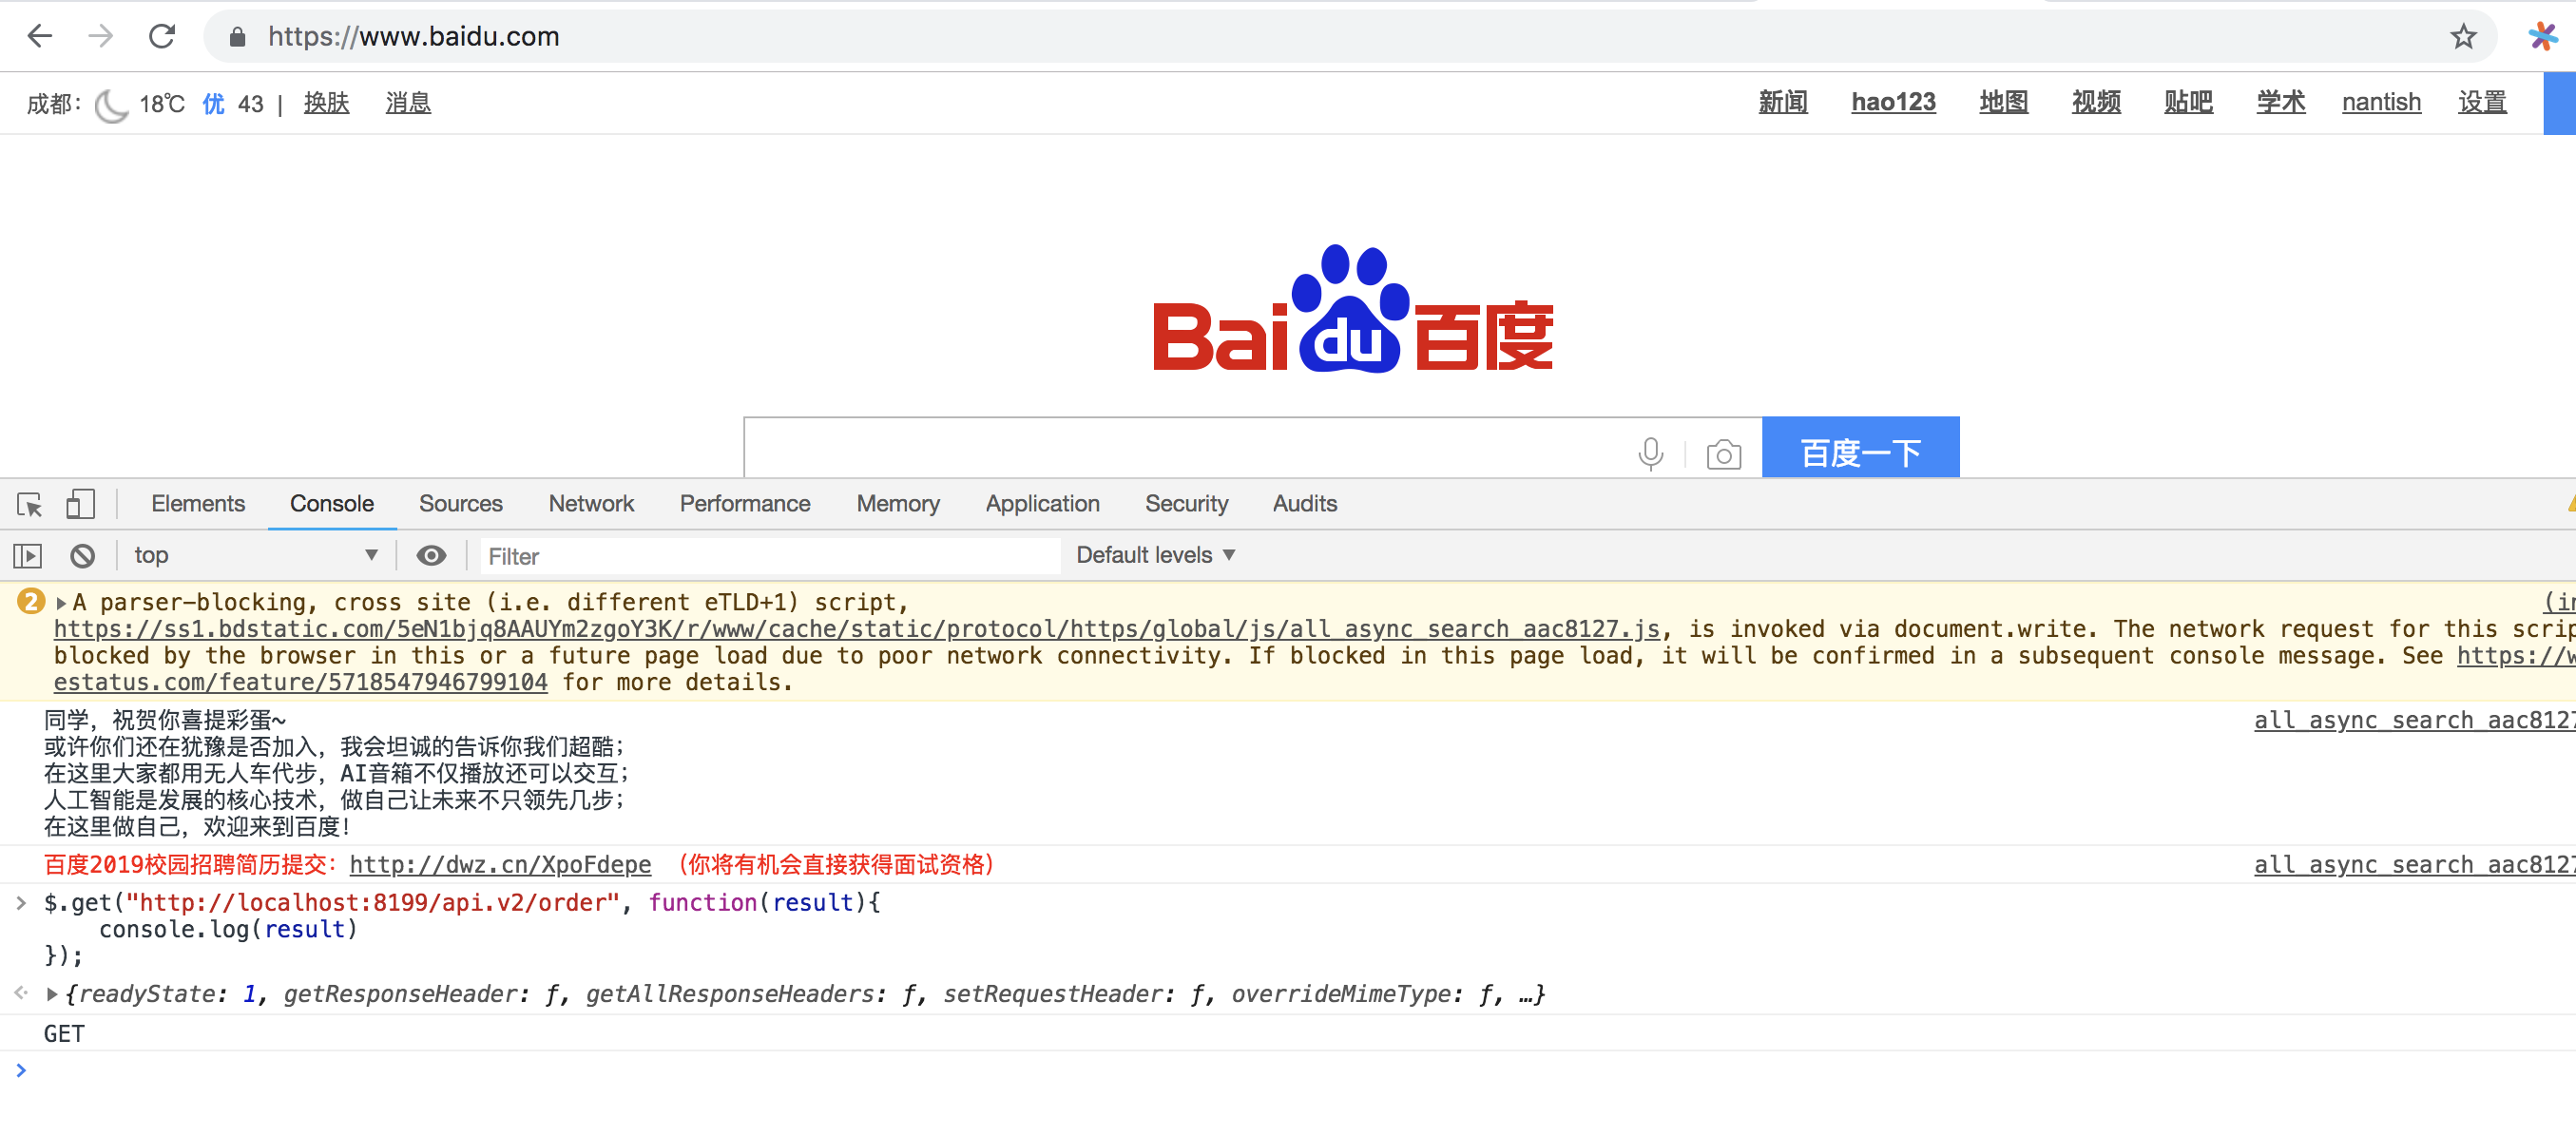 https://www.baidu.com
成都： 18℃ 优 43 | 换肤 消息 新闻 hao123 地图 视频 贴吧 学术 nantish 设置
Bai du 百度
百度一下
Elements Console Sources Network Performance Memory Application Security Audits
top Filter Default levels
2 A parser-blocking, cross site (i.e. different eTLD+1) script,
https://ss1.bdstatic.com/5eN1bjq8AAUYm2zgoY3K/r/www/cache/static/protocol/https/global/js/all_async_search_aac8127.js, is invoked via document.write. The network request for this
blocked by the browser in this or a future page load due to poor network connectivity. If blocked in this page load, it will be confirmed in a subsequent console message. See
estatus.com/feature/5718547946799104 for more details.
同学，祝贺你喜提彩蛋~ all_async_search_aac8127
或许你们还在犹豫是否加入，我会坦诚的告诉你我们超酷；
在这里大家都用无人车代步，AI音箱不仅播放还可以交互；
人工智能是发展的核心技术，做自己让未来不只领先几步；
在这里做自己，欢迎来到百度！
百度2019校园招聘简历提交：http://dwz.cn/XpoFdepe （你将有机会直接获得面试资格） all_async_search_aac8127
> $.get("http://localhost:8199/api.v2/order", function(result){
console.log(result)
});
{readyState: 1, getResponseHeader: ƒ, getAllResponseHeaders: ƒ, setRequestHeader: ƒ, overrideMimeType: ƒ, …}
GET
>